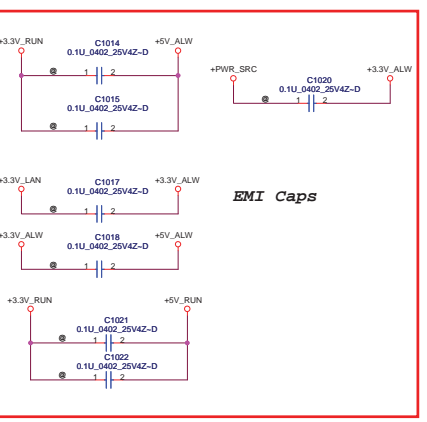 +3.3V_RUN
+5V_ALW
C1014
0.1U_0402_25V4Z~D
@ 1 2
C1015
0.1U_0402_25V4Z~D
@ 1 2
+PWR_SRC
+3.3V_ALW
C1020
0.1U_0402_25V4Z~D
@ 1 2
+3.3V_LAN
+3.3V_ALW
C1017
0.1U_0402_25V4Z~D
@ 1 2
EMI Caps
+3.3V_ALW
+5V_ALW
C1018
0.1U_0402_25V4Z~D
@ 1 2
+3.3V_RUN
+5V_RUN
C1021
0.1U_0402_25V4Z~D
@ 1 2
C1022
0.1U_0402_25V4Z~D
@ 1 2